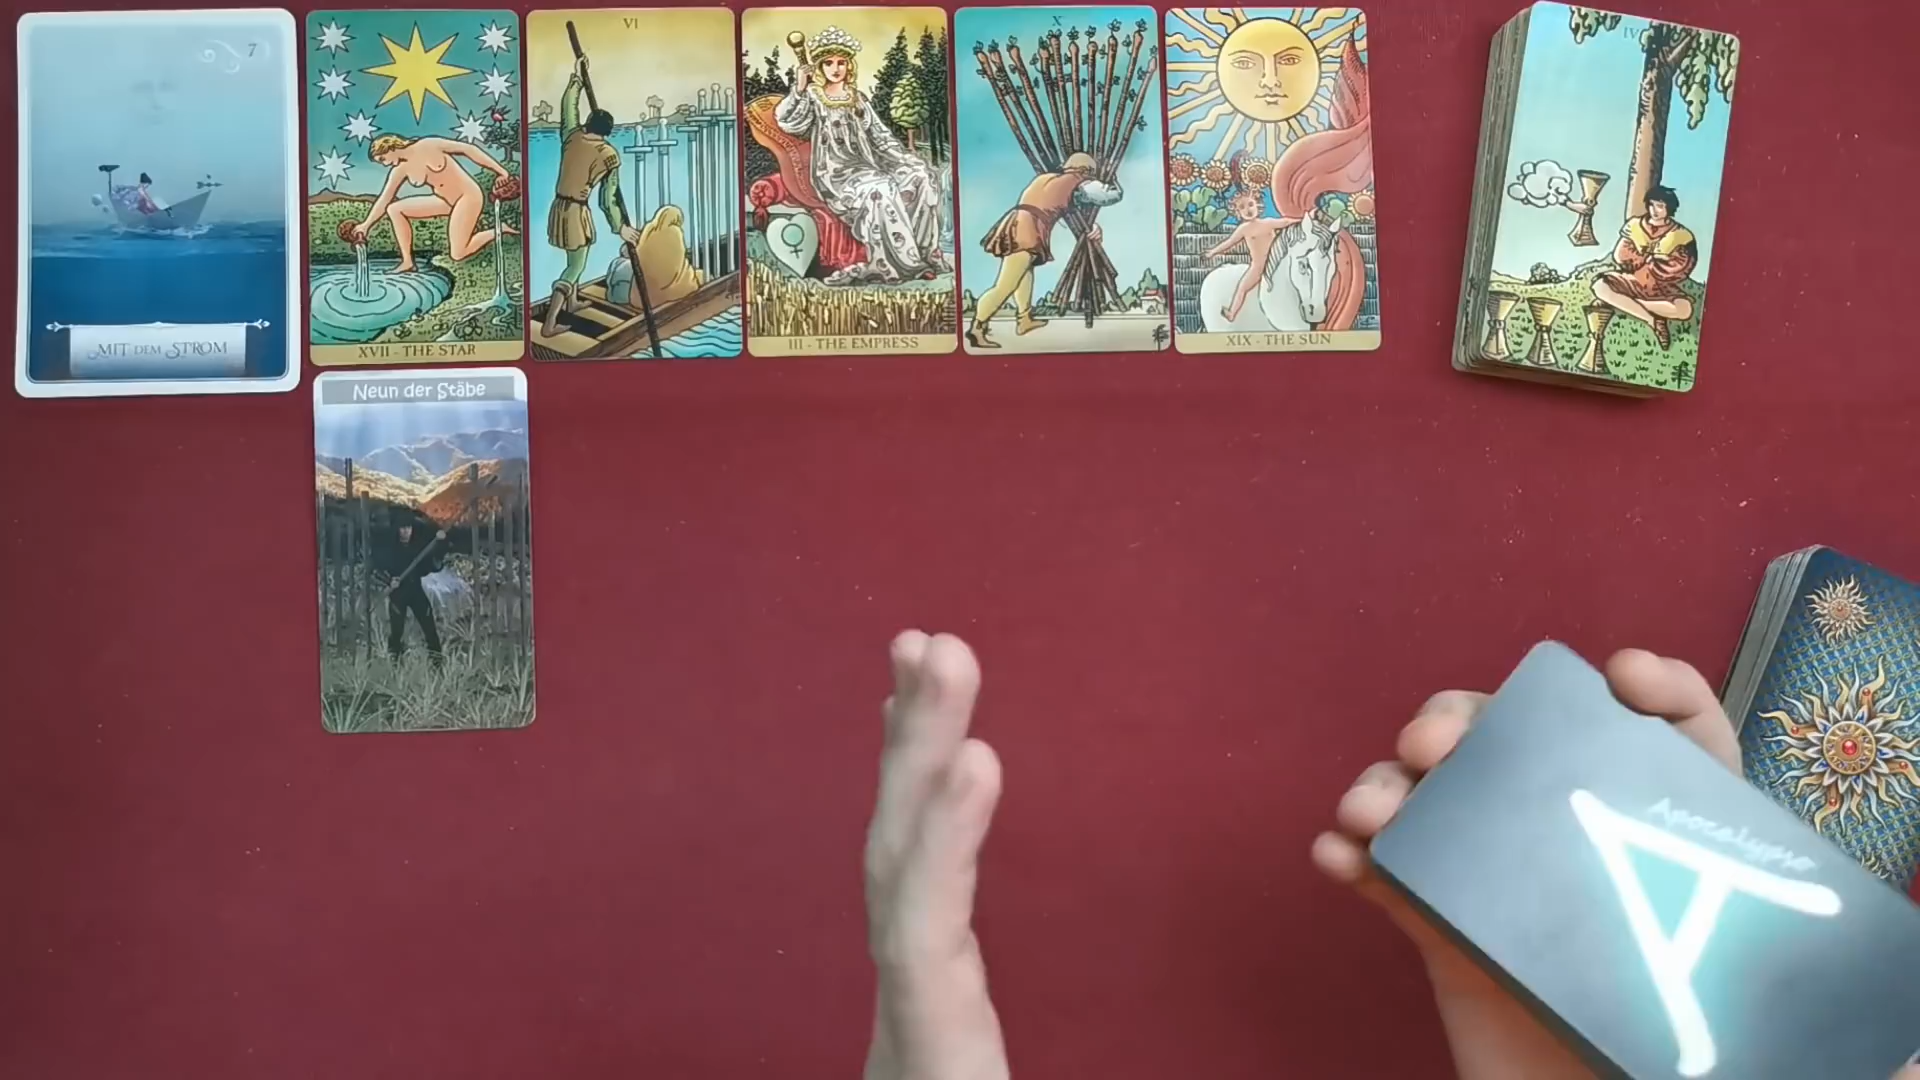 7
MIT DEM STROM
XVII - THE STAR
VI
III - THE EMPRESS
X
XIX - THE SUN
IV
Neun der Stäbe
Apocalypse
A